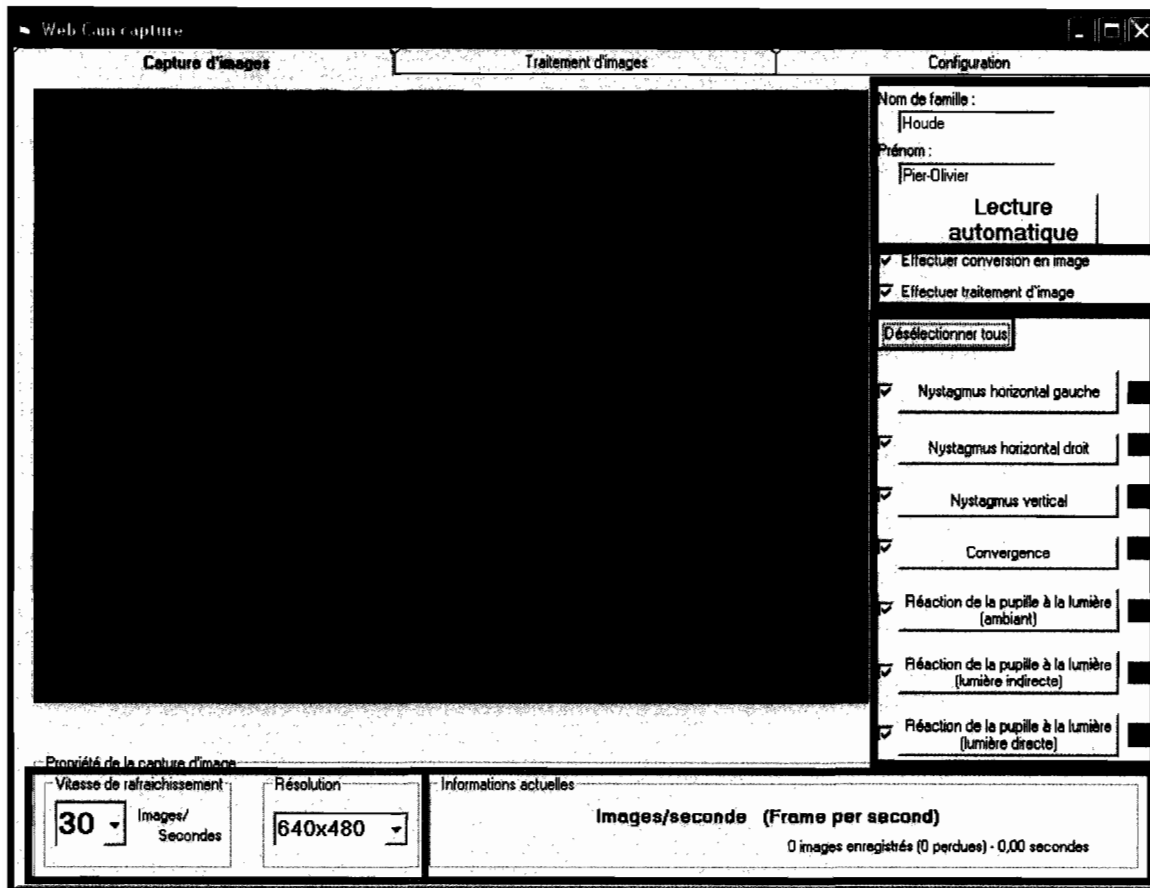 Web Cam capture
Capture d'images
Traitement d'images
Configuration
Nom de famille :
Houde
Prénom :
Pier-Olivier
Lecture
automatique
Effectuer conversion en image
Effectuer traitement d'image
Désélectionner tous
Nystagmus horizontal gauche
Nystagmus horizontal droit
Nystagmus vertical
Convergence
Réaction de la pupille à la lumière
(ambiant)
Réaction de la pupille à la lumière
(lumière indirecte)
Réaction de la pupille à la lumière
(lumière directe)
Propriété de la capture d'image
Vitesse de rafraichissement
30
Images/
Secondes
Résolution
640x480
Informations actuelles
Images/seconde (Frame per second)
0 images enregistrés (0 perdues) - 0,00 secondes